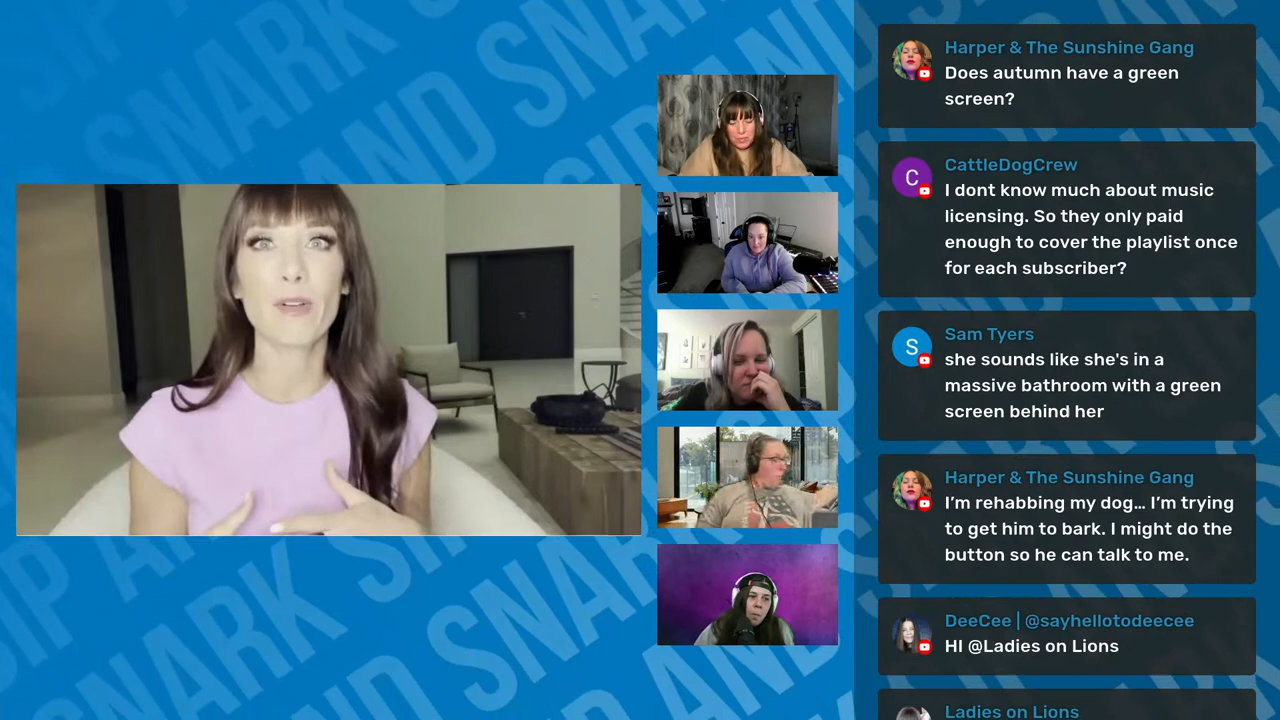 SIP AND SNARK
Harper & The Sunshine Gang
Does autumn have a green
screen?
C
CattleDogCrew
I dont know much about music
licensing. So they only paid
enough to cover the playlist once
for each subscriber?
S
Sam Tyers
she sounds like she's in a
massive bathroom with a green
screen behind her
Harper & The Sunshine Gang
I’m rehabbing my dog… I’m trying
to get him to bark. I might do the
button so he can talk to me.
DeeCee | @sayhellotodeecee
HI @Ladies on Lions
Ladies on Lions